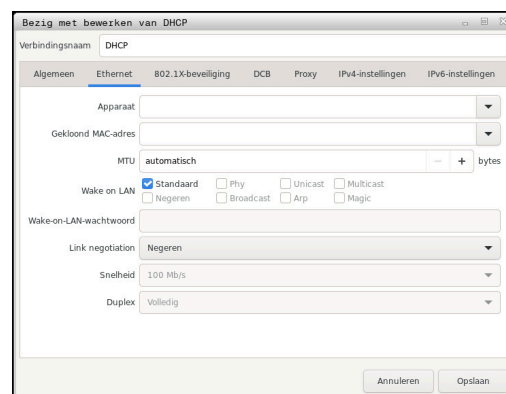 Bezig met bewerken van DHCP
Verbindingsnaam DHCP
Algemeen Ethernet 802.1X-beveiliging DCB Proxy IPv4-instellingen IPv6-instellingen
Apparaat
Gekloond MAC-adres
MTU automatisch − + bytes
Wake on LAN Standaard Phy Unicast Multicast
Negeren Broadcast Arp Magic
Wake-on-LAN-wachtwoord
Link negotiation Negeren
Snelheid 100 Mb/s
Duplex Volledig
Annuleren Opslaan